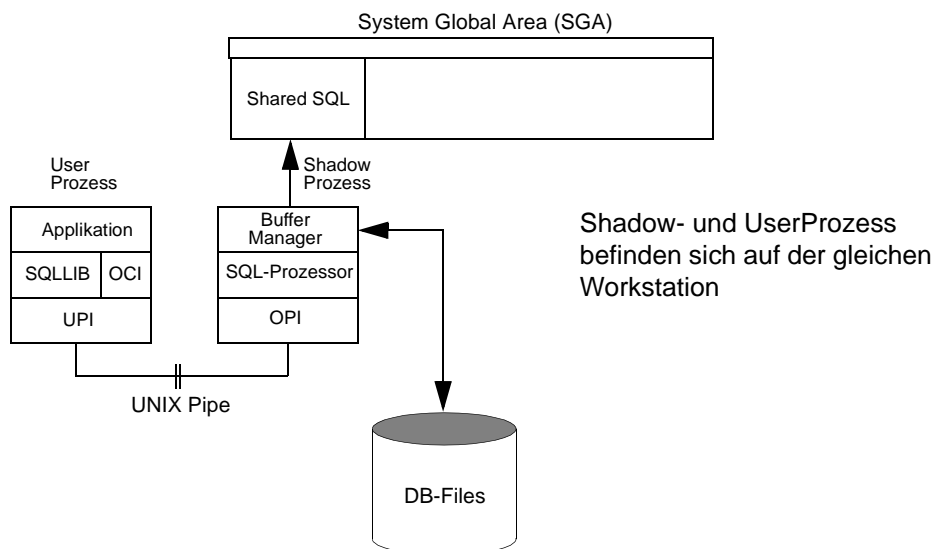 System Global Area (SGA)
Shared SQL
User
Prozess
Shadow
Prozess
Applikation
SQLLIB
OCI
UPI
Buffer
Manager
SQL-Prozessor
OPI
Shadow- und UserProzess
befinden sich auf der gleichen
Workstation
UNIX Pipe
DB-Files